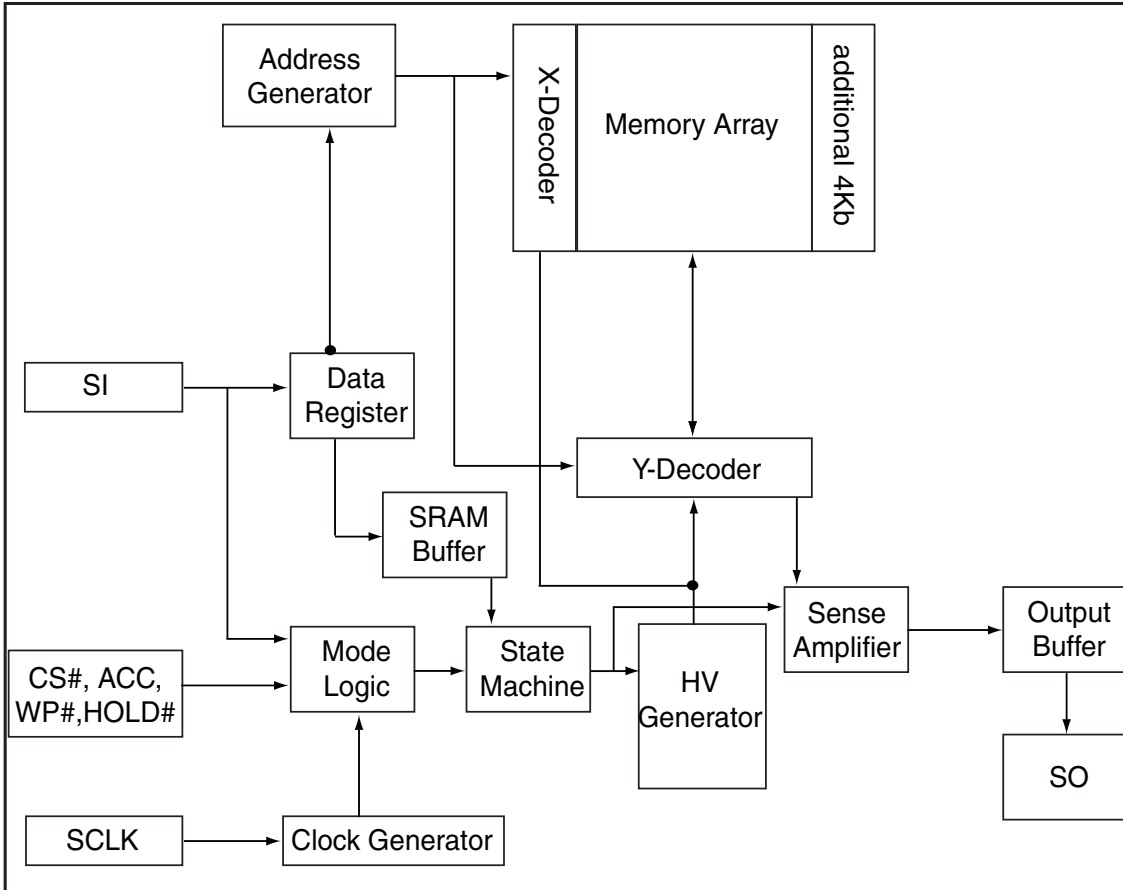 Address
Generator
X-Decoder
Memory Array
additional 4Kb
SI
Data
Register
Y-Decoder
SRAM
Buffer
CS#, ACC,
WP#,HOLD#
Mode
Logic
State
Machine
HV
Generator
Sense
Amplifier
Output
Buffer
SO
SCLK
Clock Generator